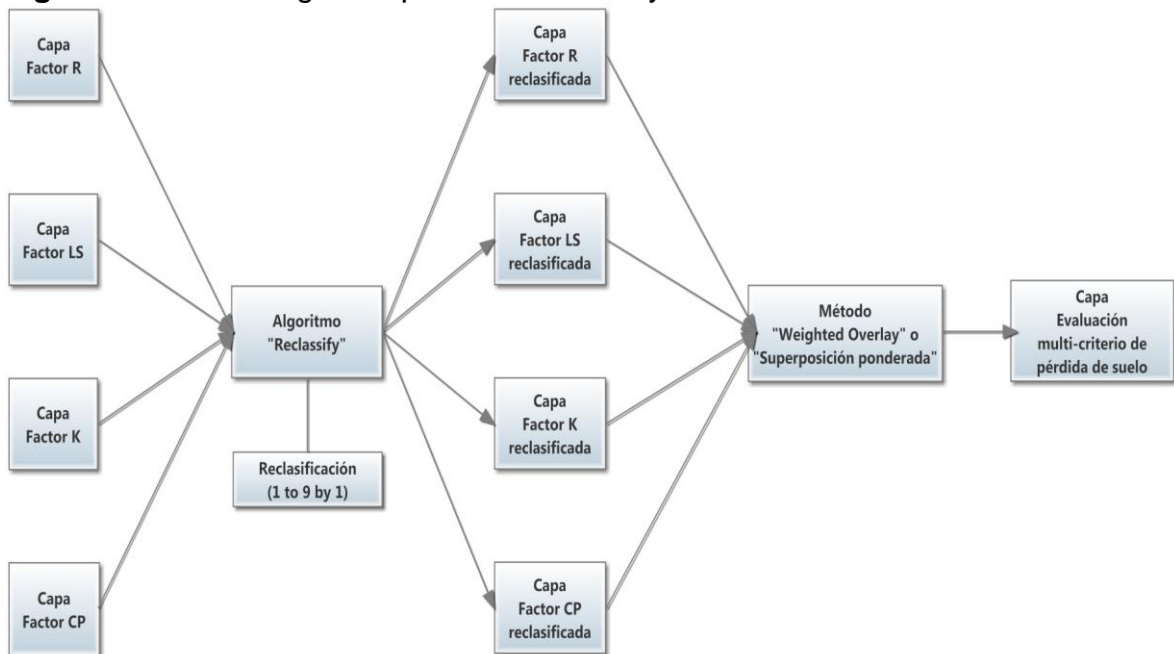 Capa
Factor R
Capa
Factor LS
Capa
Factor K
Capa
Factor CP
Algoritmo
"Reclassify"
Reclasificación
(1 to 9 by 1)
Capa
Factor R
reclasificada
Capa
Factor LS
reclasificada
Capa
Factor K
reclasificada
Capa
Factor CP
reclasificada
Método
"Weighted Overlay" o
"Superposición ponderada"
Capa
Evaluación
multi-criterio de
pérdida de suelo